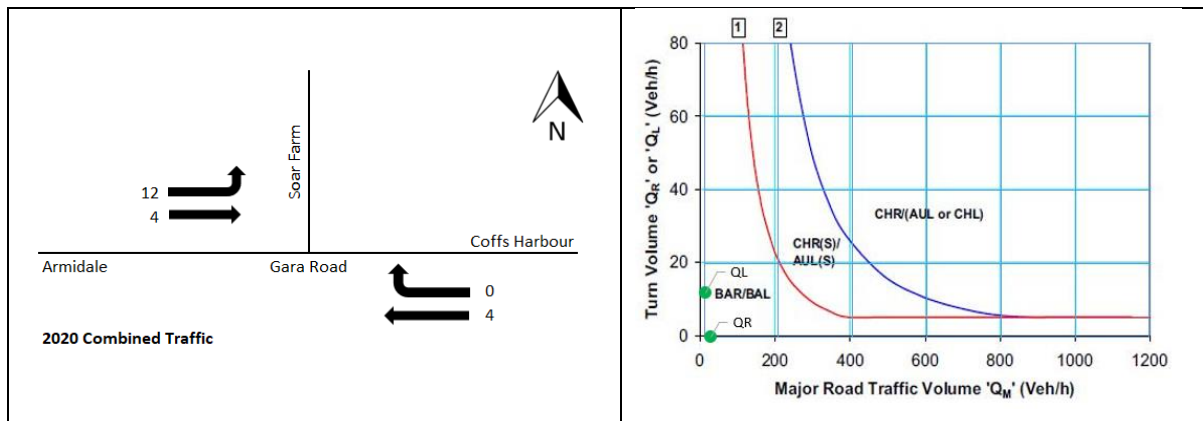 N
Soar Farm
12
4
Coffs Harbour
Armidale
Gara Road
0
4
2020 Combined Traffic
1
2
Turn Volume 'QR' or 'QL' (Veh/h)
80
60
40
20
0
CHR/(AUL or CHL)
CHR(S)/
AUL(S)
QL
BAR/BAL
QR
0 200 400 600 800 1000 1200
Major Road Traffic Volume 'QM' (Veh/h)